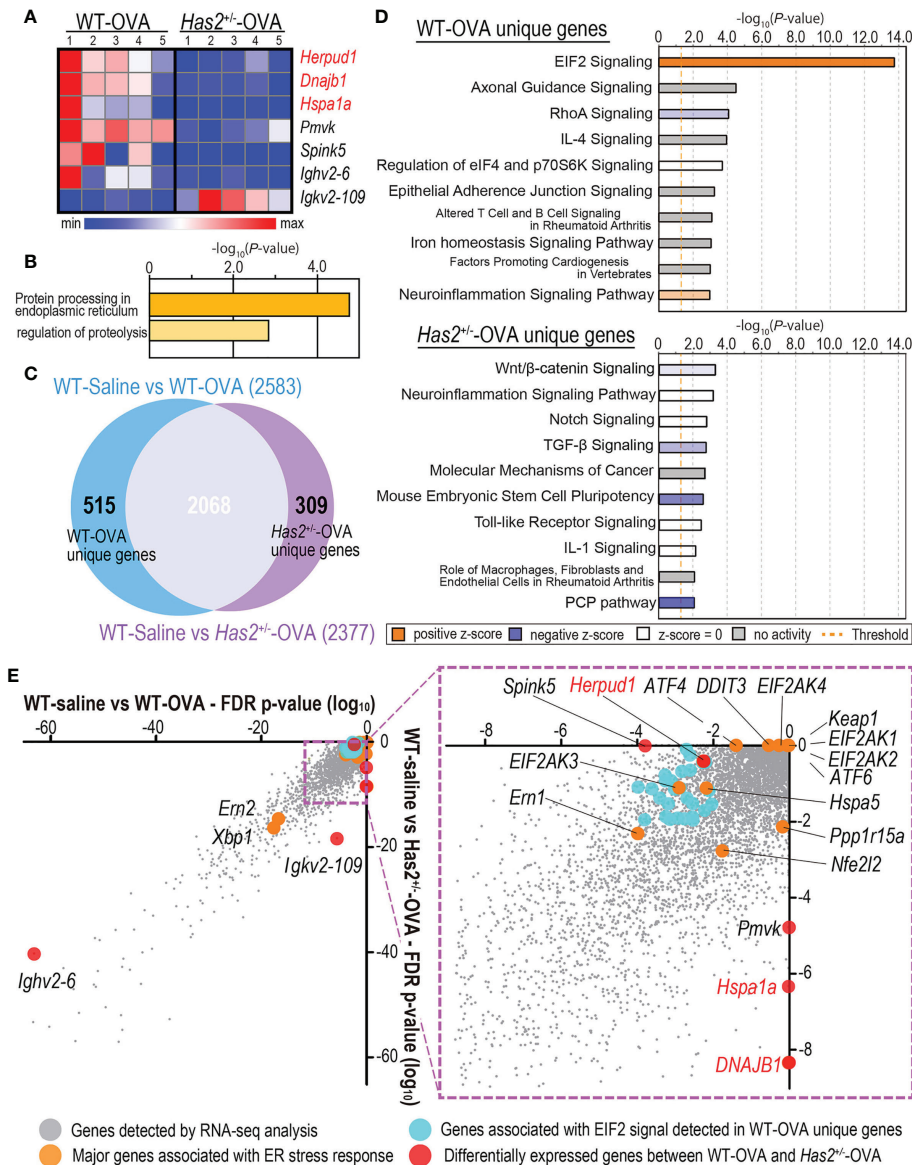 A
WT-OVA
Has2+/--OVA
1 2 3 4 5 1 2 3 4 5
Herpud1
Dnajb1
Hspa1a
Pmvk
Spink5
Ighv2-6
Igkv2-109
min
max
B
-log10(P-value)
0 2.0 4.0
Protein processing in
endoplasmic reticulum
regulation of proteolysis
C
WT-Saline vs WT-OVA (2583)
515
WT-OVA
unique genes
2068
309
Has2+/--OVA
unique genes
WT-Saline vs Has2+/--OVA (2377)
D
WT-OVA unique genes
-log10(P-value)
0 2.0 4.0 6.0 8.0 10.0 12.0 14.0
EIF2 Signaling
Axonal Guidance Signaling
RhoA Signaling
IL-4 Signaling
Regulation of eIF4 and p70S6K Signaling
Epithelial Adherence Junction Signaling
Altered T Cell and B Cell Signaling
in Rheumatoid Arthritis
Iron homeostasis Signaling Pathway
Factors Promoting Cardiogenesis
in Vertebrates
Neuroinflammation Signaling Pathway
Has2+/--OVA unique genes
-log10(P-value)
0 2.0 4.0 6.0 8.0 10.0 12.0 14.0
Wnt/β-catenin Signaling
Neuroinflammation Signaling Pathway
Notch Signaling
TGF-β Signaling
Molecular Mechanisms of Cancer
Mouse Embryonic Stem Cell Pluripotency
Toll-like Receptor Signaling
IL-1 Signaling
Role of Macrophages, Fibroblasts and
Endothelial Cells in Rheumatoid Arthritis
PCP pathway
positive z-score
negative z-score
z-score = 0
no activity
Threshold
E
WT-saline vs WT-OVA - FDR p-value (log10)
-60 -40 -20 0
0
-20
-40
-60
WT-saline vs Has2+/--OVA - FDR p-value (log10)
Ern2
Xbp1
Igkv2-109
Ighv2-6
Spink5
Herpud1
ATF4
DDIT3
EIF2AK4
-8 -6 -4 -2 0
0
Keap1
EIF2AK1
EIF2AK2
ATF6
EIF2AK3
Ern1
Hspa5
-2
Ppp1r15a
Nfe2l2
-4
Pmvk
-6
Hspa1a
-8
DNAJB1
Genes detected by RNA-seq analysis
Genes associated with EIF2 signal detected in WT-OVA unique genes
Major genes associated with ER stress response
Differentially expressed genes between WT-OVA and Has2+/--OVA